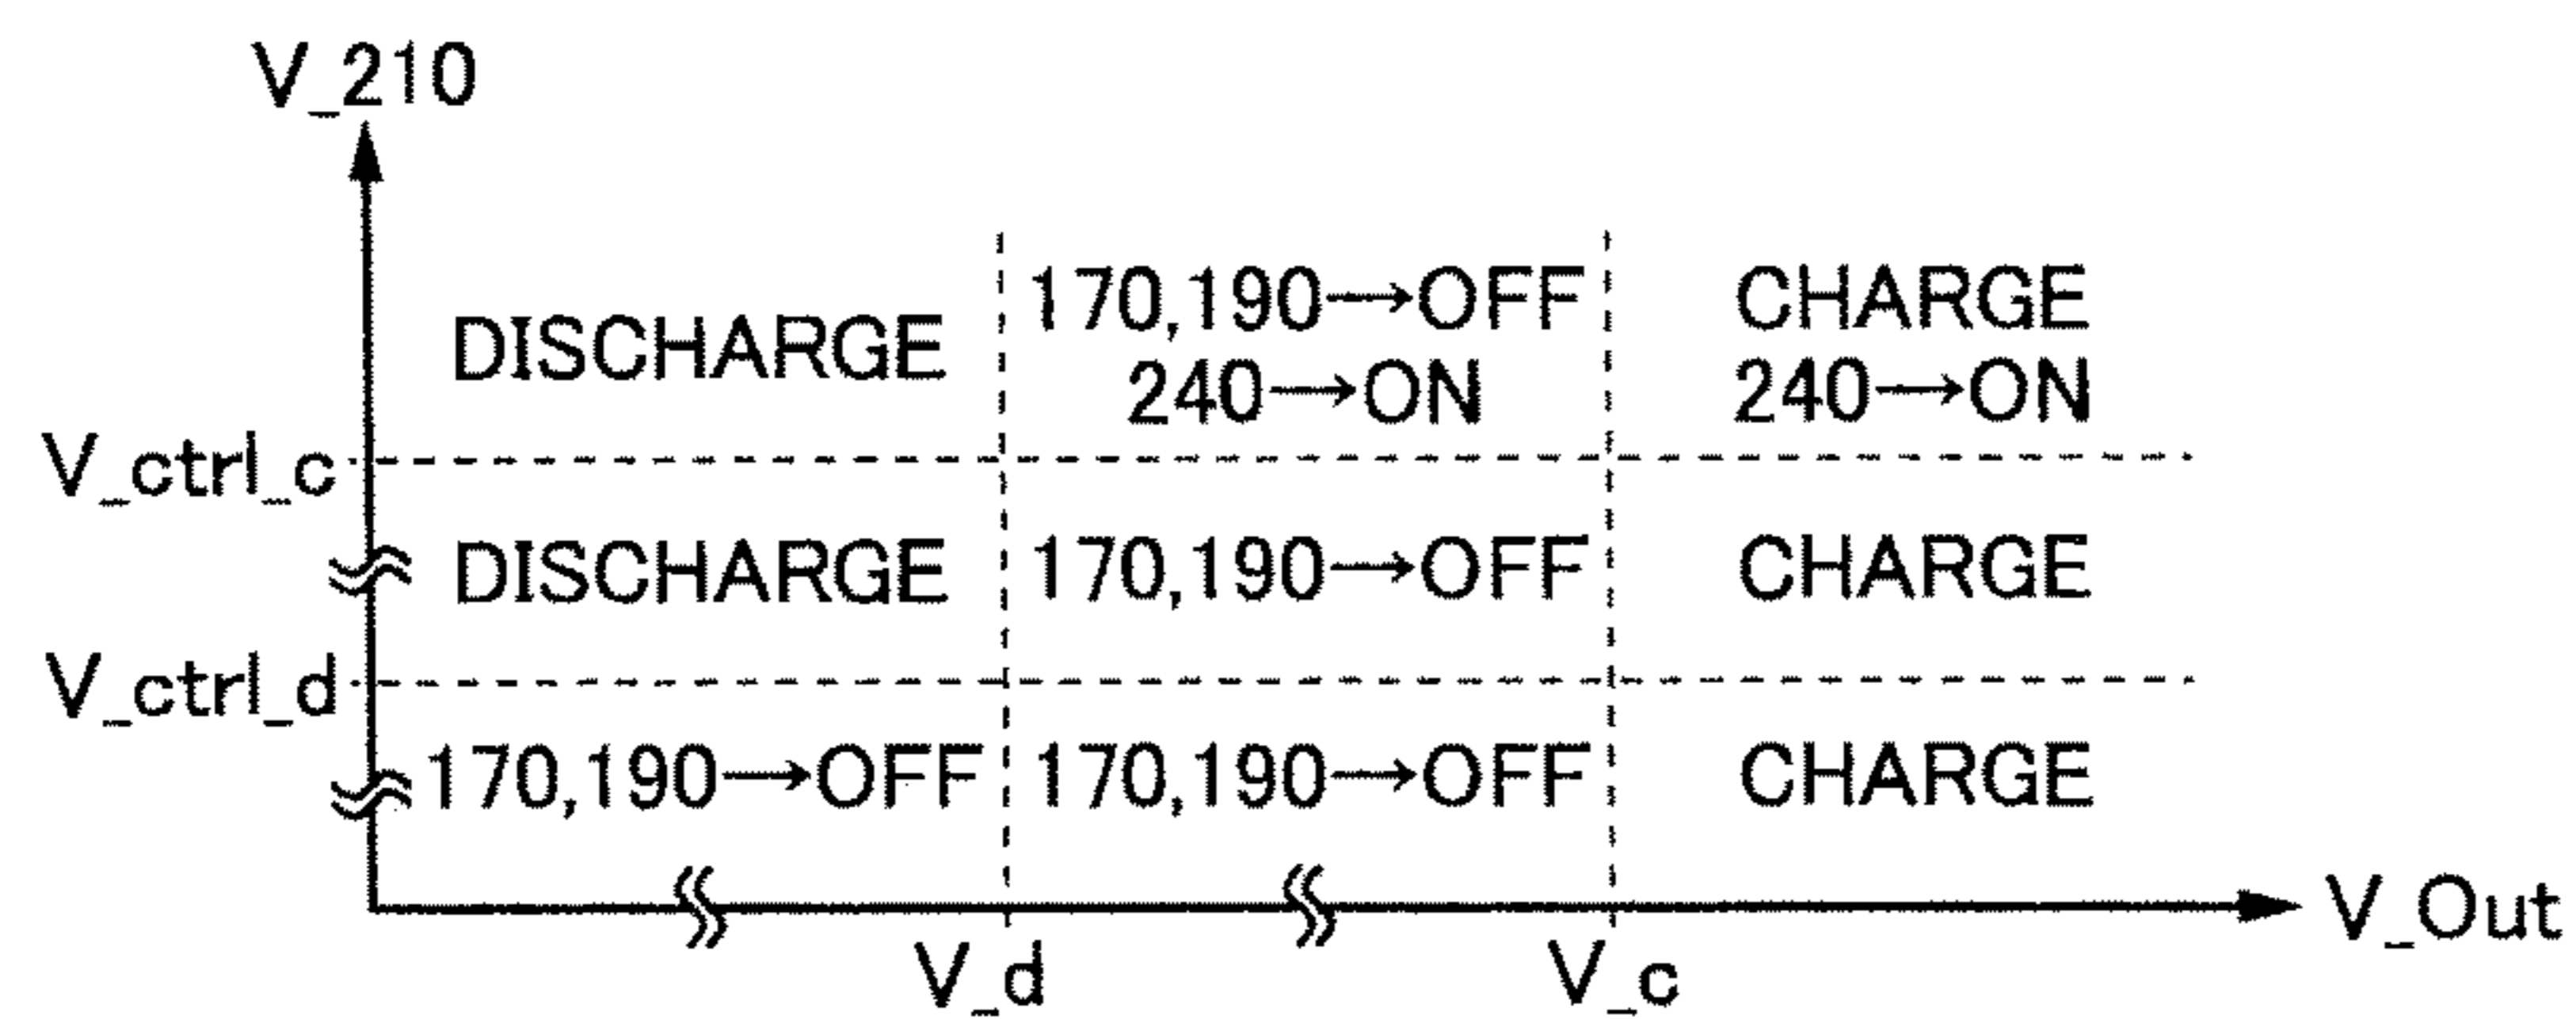 V_210
DISCHARGE
170,190→OFF
240→ON
CHARGE
240→ON
V_ctrl_c
DISCHARGE
170,190→OFF
CHARGE
V_ctrl_d
170,190→OFF
170,190→OFF
CHARGE
V_d
V_c
V_Out